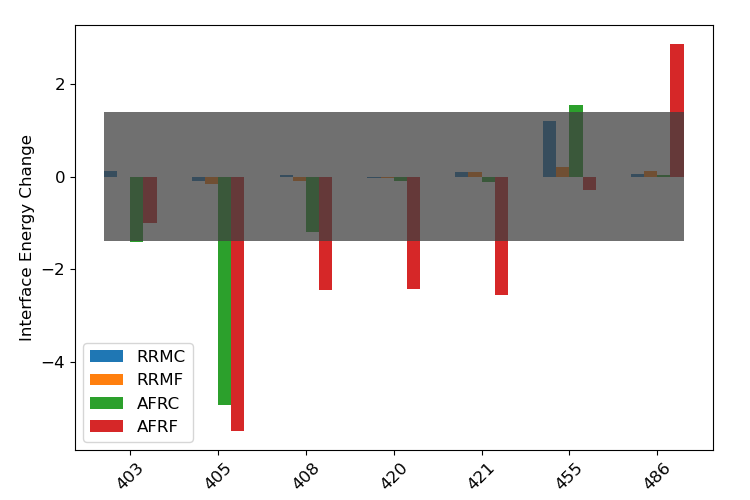 Interface Energy Change
2
0
−2
−4
RRMC
RRMF
AFRC
AFRF
403 405 408 420 421 455 486